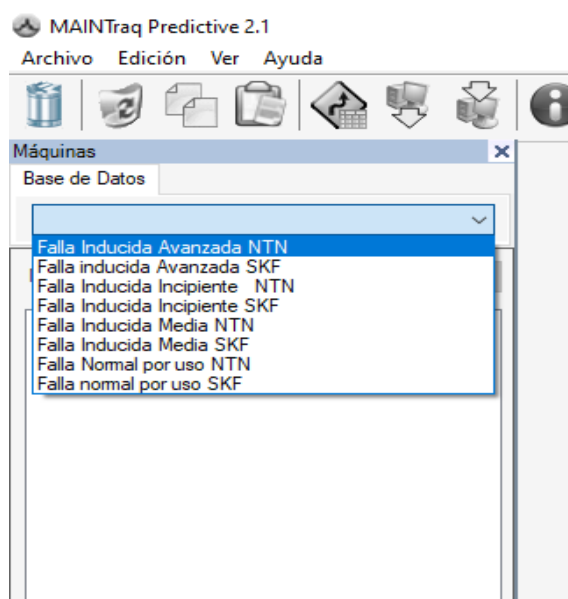 MAINTraq Predictive 2.1
Archivo Edición Ver Ayuda
Máquinas
Base de Datos
Falla Inducida Avanzada NTN
Falla inducida Avanzada SKF
Falla Inducida Incipiente NTN
Falla Inducida Incipiente SKF
Falla Inducida Media NTN
Falla Inducida Media SKF
Falla Normal por uso NTN
Falla normal por uso SKF